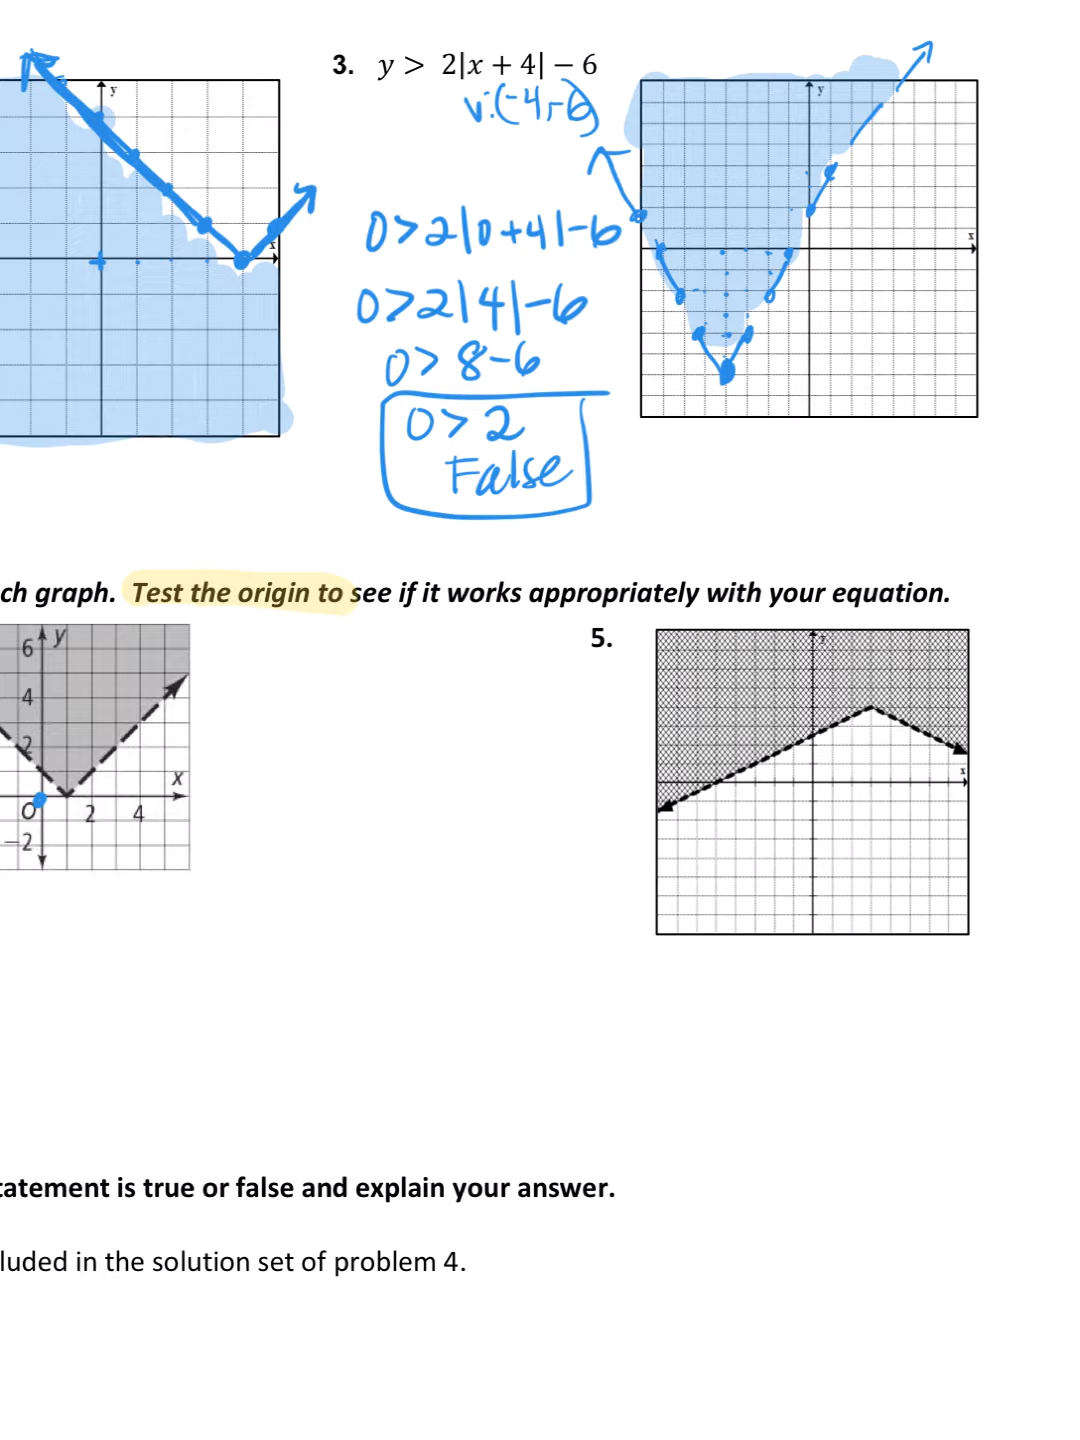 3. y > 2|x + 4| − 6
v:(-4,-6)
y
y
x
x
0>2|0+4|-6
0>2|4|-6
0> 8-6
0> 2
False
ch graph. Test the origin to see if it works appropriately with your equation.
6
y
4
2
x
O
2
4
−2
5.
y
x
tatement is true or false and explain your answer.
luded in the solution set of problem 4.